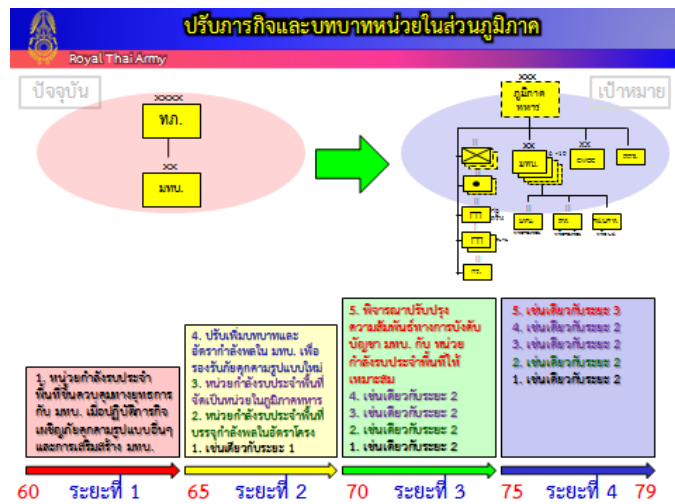 ปรับภารกิจและบทบาทหน่วยในส่วนภูมิภาค
Royal Thai Army
ปัจจุบัน
เป้าหมาย
xxxx
ทภ.
xx
มทบ.
xxx
ภูมิภาค
ทหาร
xx
มทบ.
xx
1. หน่วยกำลังรบประจำ
พื้นที่ขึ้นควบคุมทางยุทธการ
กับ มทบ. เมื่อปฏิบัติภารกิจ
เผชิญภัยคุกคามรูปแบบอื่นๆ
และการเสริมสร้าง มทบ.
4. ปรับเพิ่มบทบาทและ
อัตรากำลังพลใน มทบ. เพื่อ
รองรับภัยคุกคามรูปแบบใหม่
3. หน่วยกำลังรบประจำพื้นที่
จัดเป็นหน่วยในภูมิภาคทหาร
2. หน่วยกำลังรบประจำพื้นที่
บรรจุกำลังพลในอัตราโครง
1. เช่นเดียวกับระยะ 1
5. พิจารณาปรับปรุง
ความสัมพันธ์ทางการบังคับ
บัญชา มทบ. กับ หน่วย
กำลังรบประจำพื้นที่ให้
เหมาะสม
4. เช่นเดียวกับระยะ 2
3. เช่นเดียวกับระยะ 2
2. เช่นเดียวกับระยะ 2
1. เช่นเดียวกับระยะ 2
5. เช่นเดียวกับระยะ 3
4. เช่นเดียวกับระยะ 2
3. เช่นเดียวกับระยะ 2
2. เช่นเดียวกับระยะ 2
1. เช่นเดียวกับระยะ 2
60 ระยะที่ 1 65 ระยะที่ 2 70 ระยะที่ 3 75 ระยะที่ 4 79